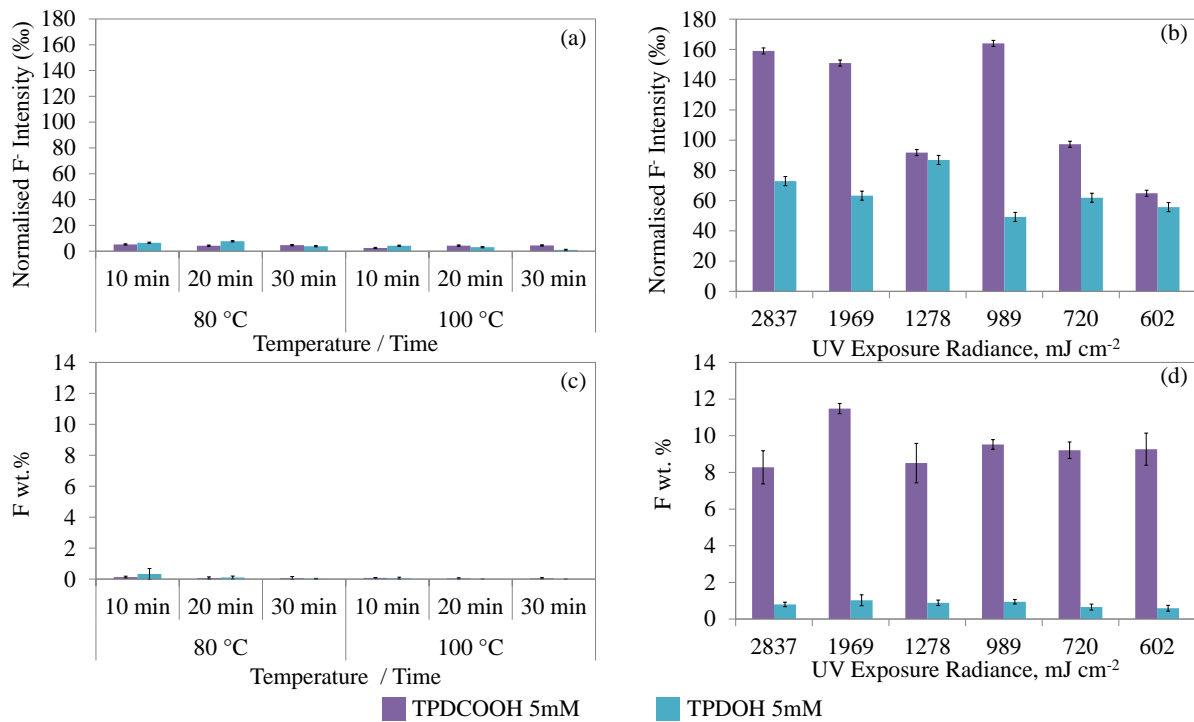 (a)
Normalised F- Intensity (‰)
180
160
140
120
100
80
60
40
20
0
10 min 20 min 30 min 10 min 20 min 30 min
80 °C 100 °C
Temperature / Time
(b)
Normalised F- Intensity (‰)
180
160
140
120
100
80
60
40
20
0
2837 1969 1278 989 720 602
UV Exposure Radiance, mJ cm-2
(c)
F wt. %
14
12
10
8
6
4
2
0
10 min 20 min 30 min 10 min 20 min 30 min
80 °C 100 °C
Temperature / Time
(d)
F wt. %
14
12
10
8
6
4
2
0
2837 1969 1278 989 720 602
UV Exposure Radiance, mJ cm-2
TPDCOOH 5mM TPDOH 5mM